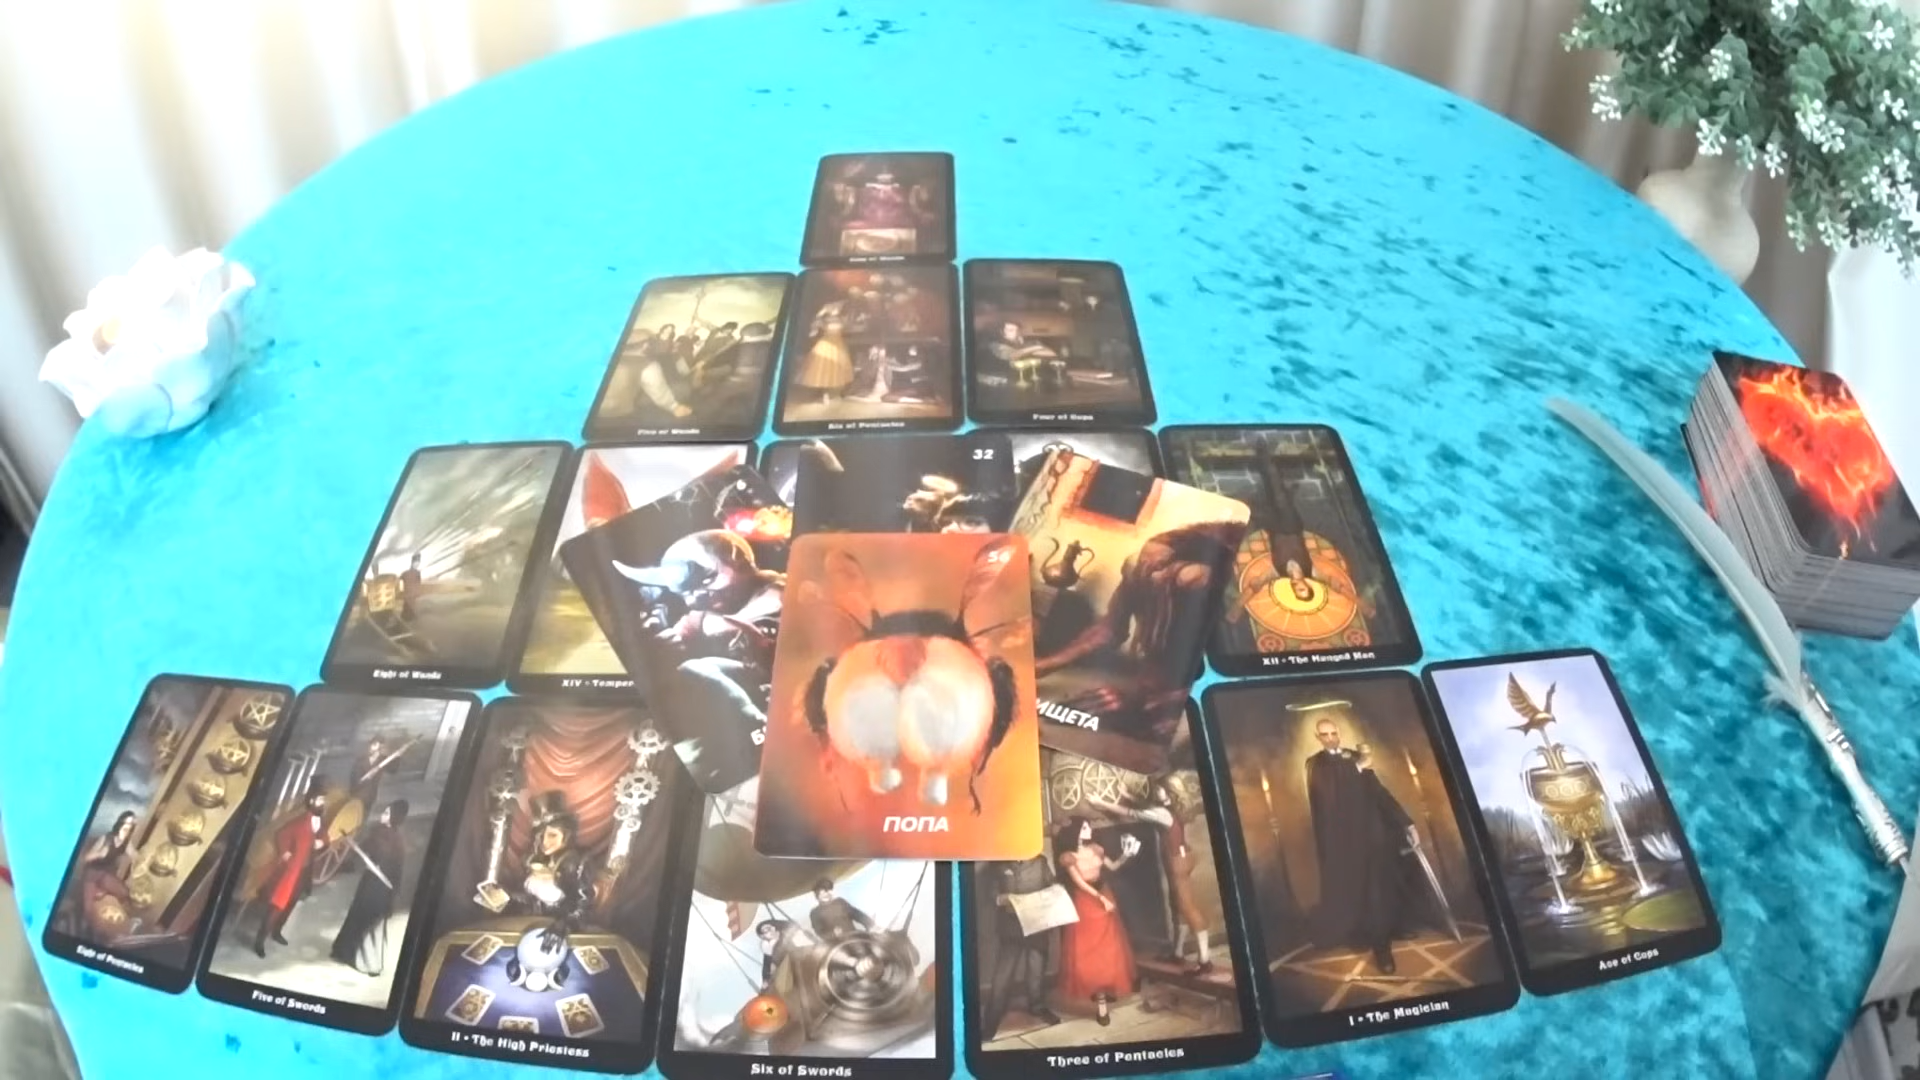 Five of Wands
Six of Pentacles
Four of Cups
32
Eight of Wands
XIV • Temper
XII • The Hanged Man
56
ИЩЕТА
Б
ПОПА
Eight of Pentacles
Five of Swords
II • The High Priestess
Six of Swords
Three of Pentacles
I • The Magician
Ace of Cups